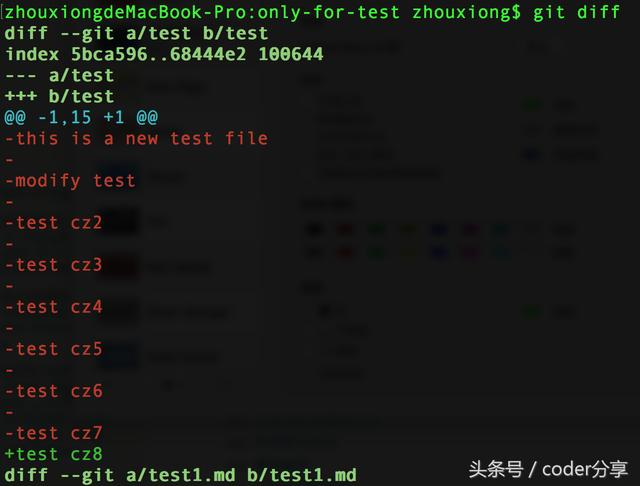 zhouxiongdeMacBook-Pro:only-for-test zhouxiong$ git diff
diff --git a/test b/test
index 5bca596..68444e2 100644
--- a/test
+++ b/test
@@ -1,15 +1 @@
-this is a new test file
-
-modify test
-
-test cz2
-
-test cz3
-
-test cz4
-
-test cz5
-
-test cz6
-
-test cz7
+test cz8
diff --git a/test1.md b/test1.md
头条号 / coder分享